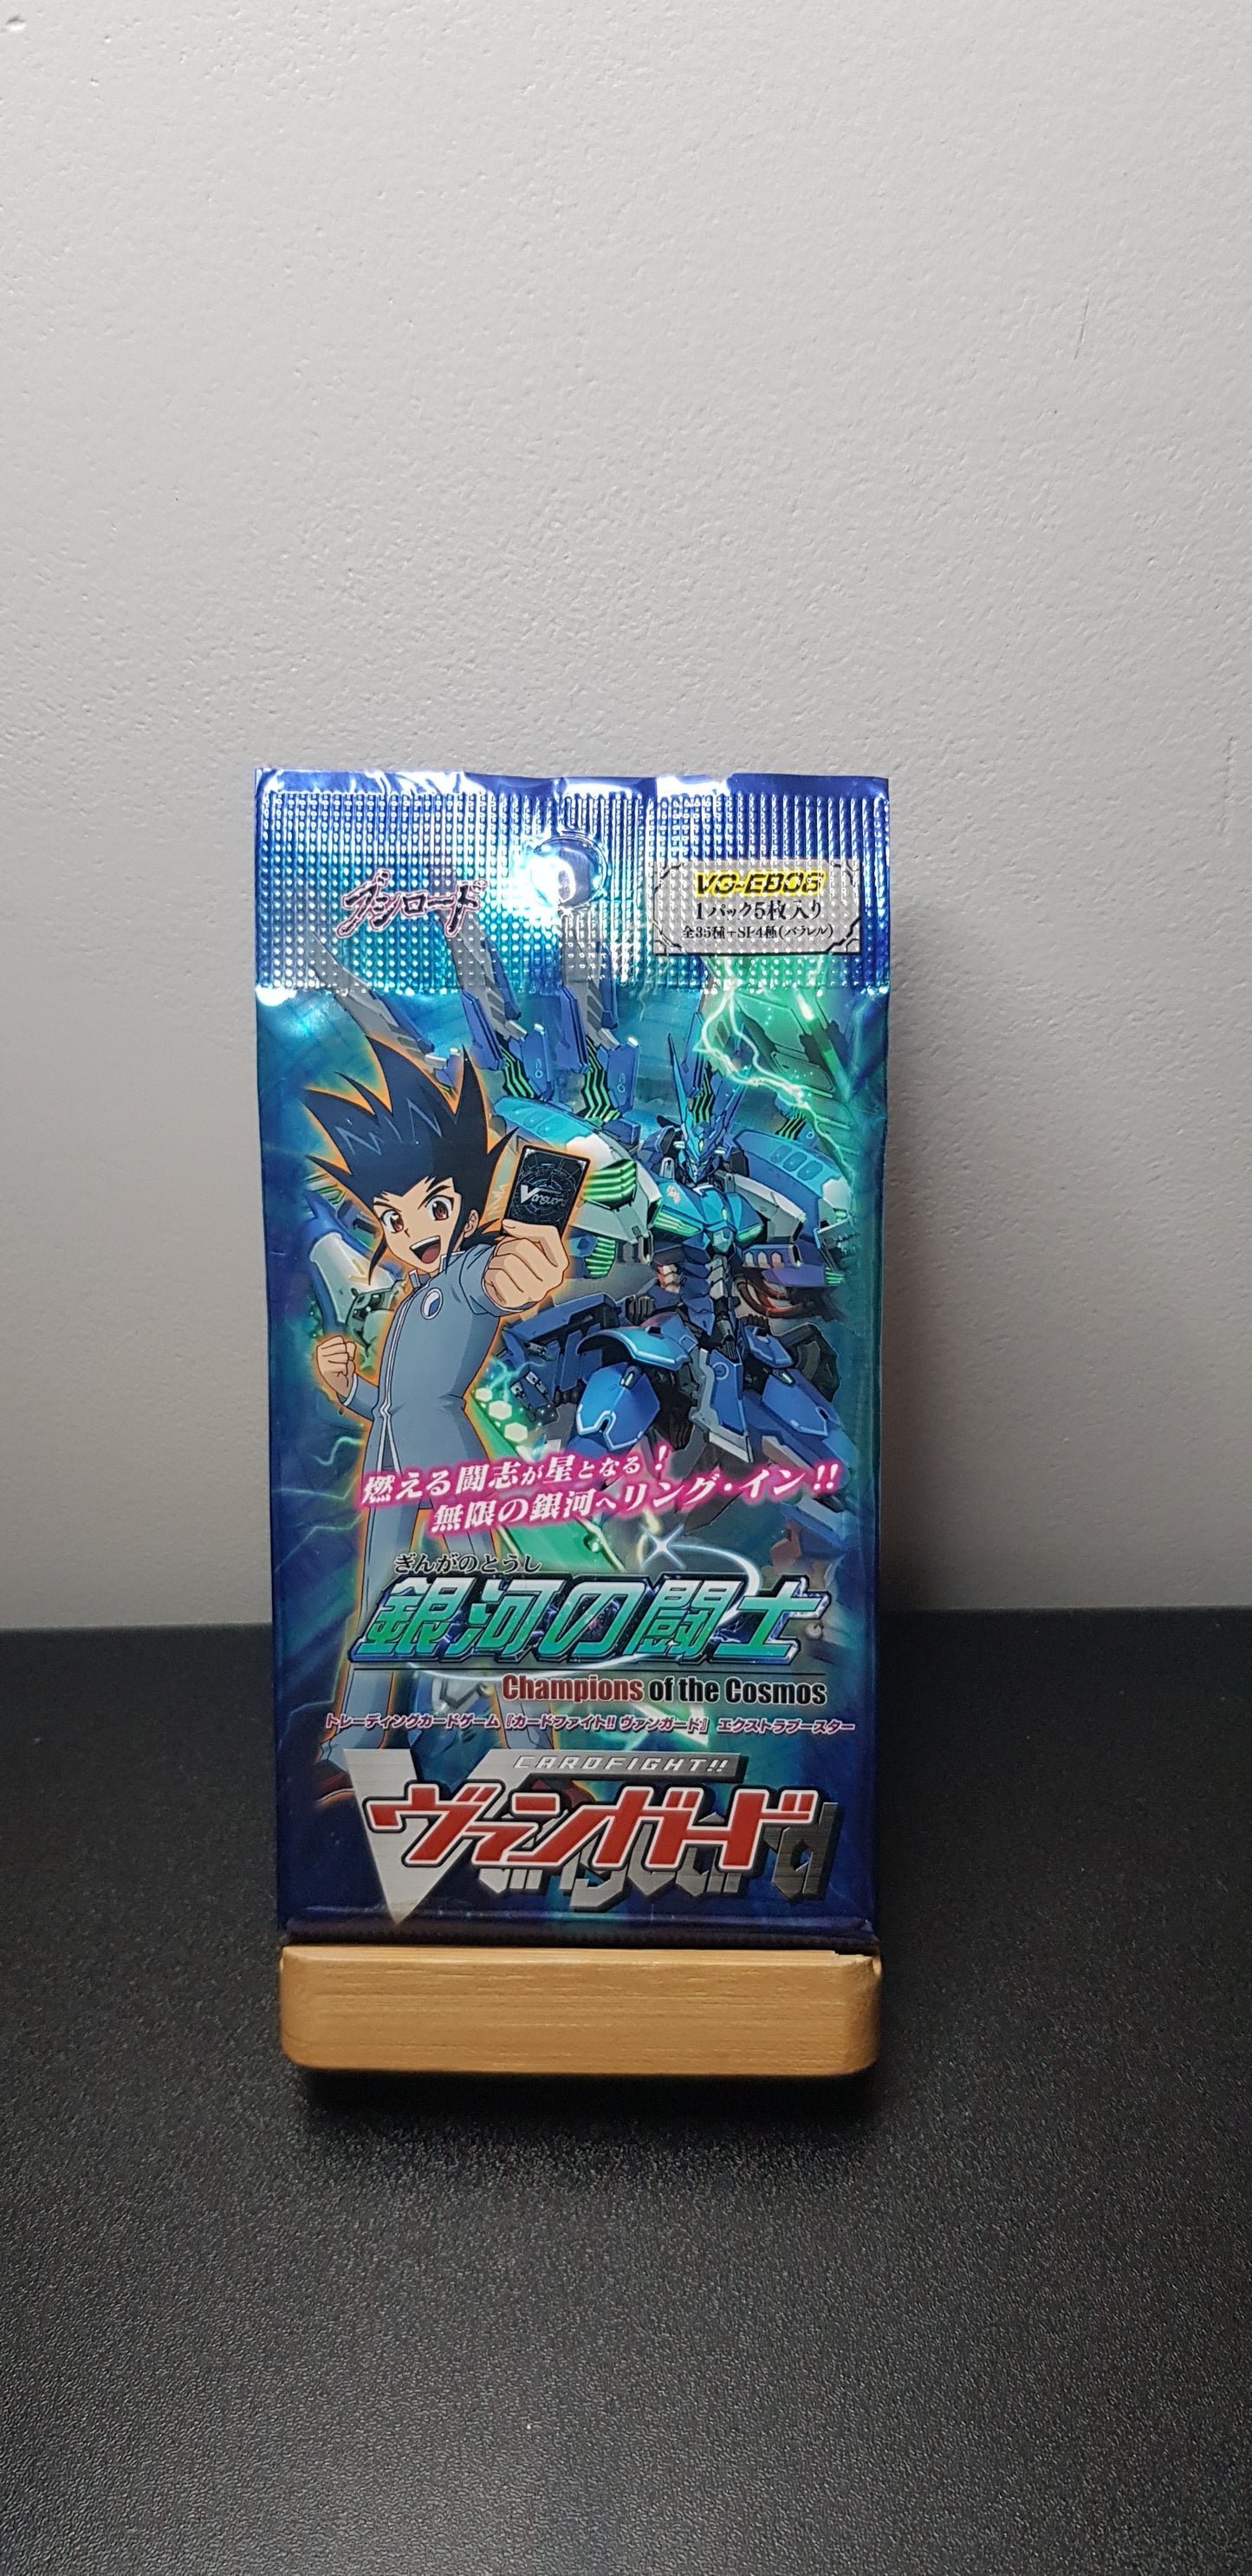 ブシロード
VG-EB08
1パック5枚入り
全35種+SP4種(パラレル)
Vanguard
燃える闘志が星となる!
無限の銀河へリング・イン!!
ぎんがのとうし
銀河の闘士
Champions of the Cosmos
トレーディングカードゲーム『カードファイト!! ヴァンガード』 エクストラブースター
CARDFIGHT!!
ヴァンガード
Vanguard